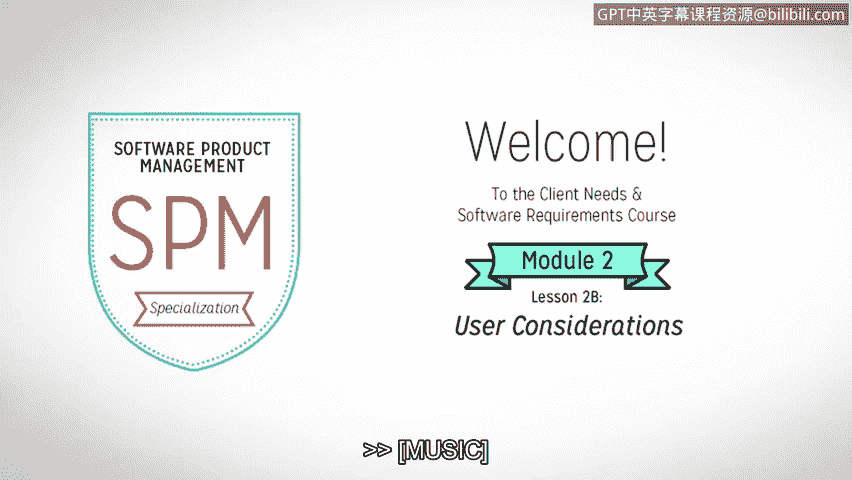 GPT中英字幕课程资源@bilibili.com
SOFTWARE PRODUCT
MANAGEMENT
SPM
Specialization
Welcome!
To the Client Needs &
Software Requirements Course
Module 2
Lesson 2B:
User Considerations
>> [MUSIC]